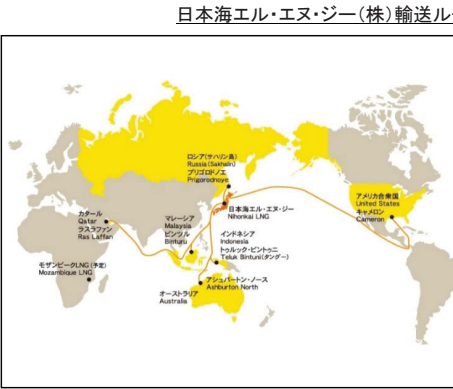 日本海エル・エヌ・ジー(株)輸送ル
ロシア(サハリン島)
Russia(Sakhalin)
プリゴロドノエ
Prigorodnoye
日本海エル・エヌ・ジー
Nihonkai LNG
アメリカ合衆国
United States
キャメロン
Cameron
カタール
Qatar
ラスラファン
Ras Laffan
マレーシア
Malaysia
ビンツル
Bintulu
インドネシア
Indonesia
トゥルック・ビントゥニ
Teluk Bintuni(タングー)
モザンビークLNG(予定)
Mozambique LNG
アシュバートン・ノース
Ashburton North
オーストラリア
Australia